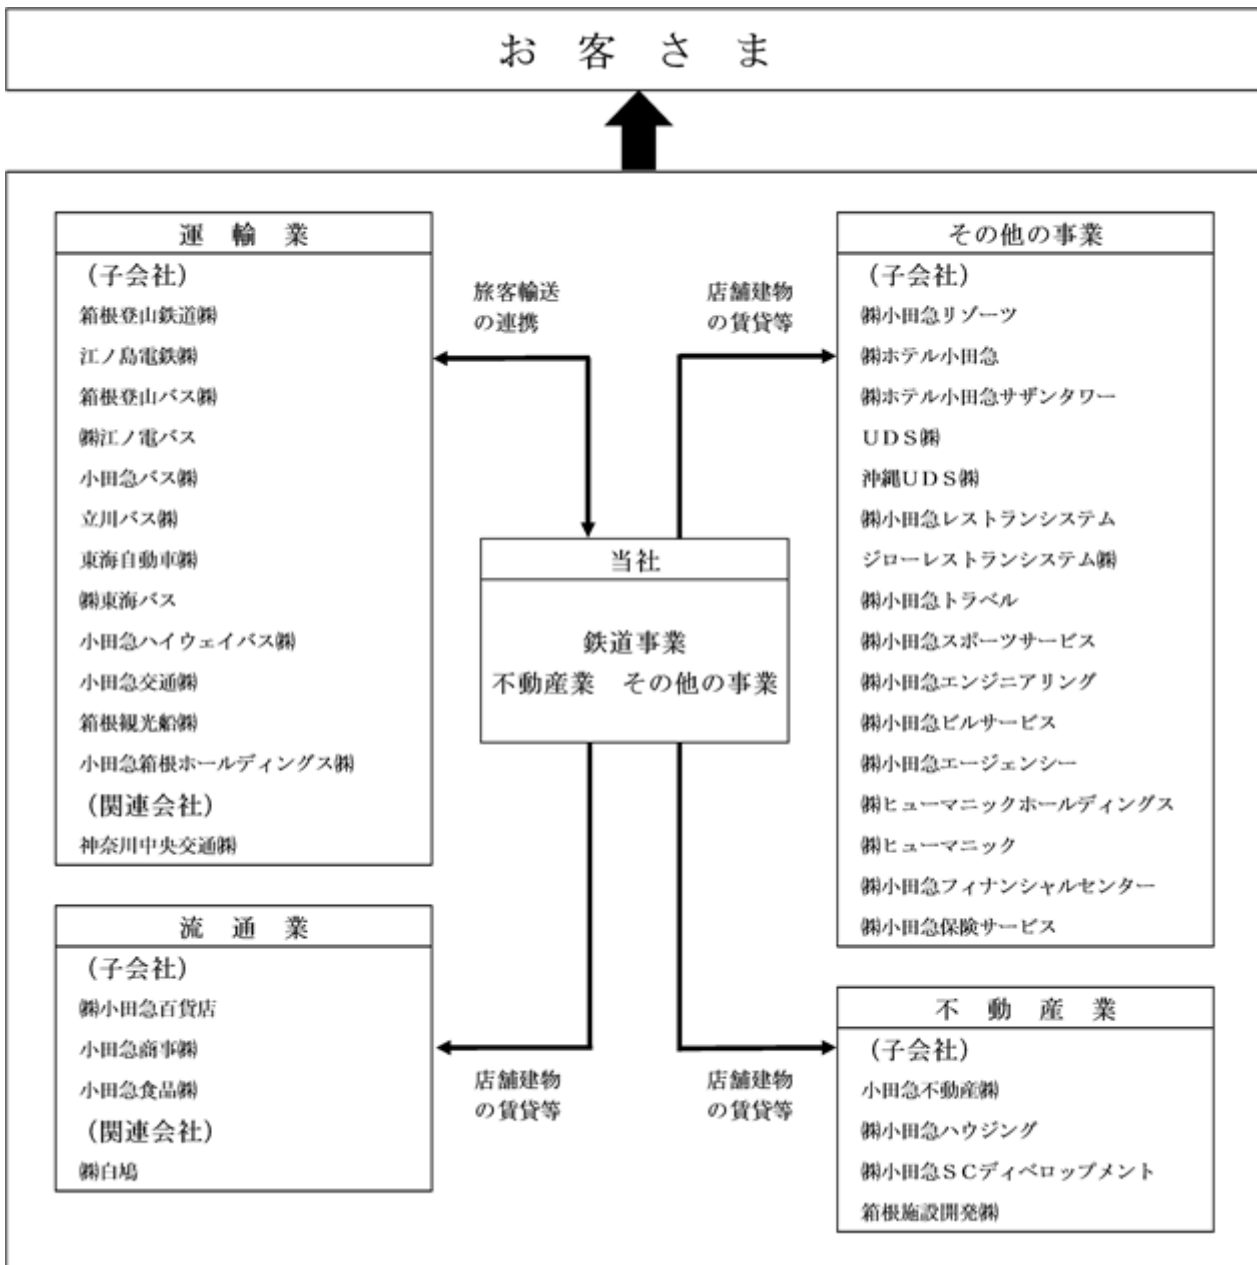 お 客 さ ま
運 輸 業
（子会社）
箱根登山鉄道㈱
江ノ島電鉄㈱
箱根登山バス㈱
㈱江ノ電バス
小田急バス㈱
立川バス㈱
東海自動車㈱
㈱東海バス
小田急ハイウェイバス㈱
小田急交通㈱
箱根観光船㈱
小田急箱根ホールディングス㈱
（関連会社）
神奈川中央交通㈱
流 通 業
（子会社）
㈱小田急百貨店
小田急商事㈱
小田急食品㈱
（関連会社）
㈱白鳩
旅客輸送
の連携
店舗建物
の賃貸等
当社
鉄道事業
不動産業　その他の事業
店舗建物
の賃貸等
店舗建物
の賃貸等
その他の事業
（子会社）
㈱小田急リゾーツ
㈱ホテル小田急
㈱ホテル小田急サザンタワー
ＵＤＳ㈱
沖縄ＵＤＳ㈱
㈱小田急レストランシステム
ジローレストランシステム㈱
㈱小田急トラベル
㈱小田急スポーツサービス
㈱小田急エンジニアリング
㈱小田急ビルサービス
㈱小田急エージェンシー
㈱ヒューマニックホールディングス
㈱ヒューマニック
㈱小田急フィナンシャルセンター
㈱小田急保険サービス
不 動 産 業
（子会社）
小田急不動産㈱
㈱小田急ハウジング
㈱小田急ＳＣディベロップメント
箱根施設開発㈱